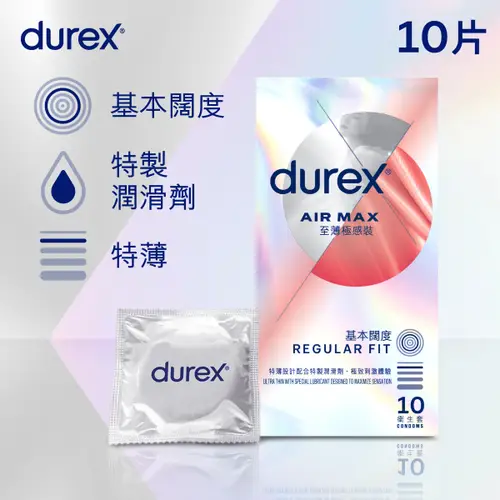 durex®
10片
基本闊度
特製
潤滑劑
特薄
durex®
AIR MAX
至薄極感裝
基本闊度
REGULAR FIT
特薄設計配合特製潤滑劑，極致刺激體驗
ULTRA THIN WITH SPECIAL LUBRICANT DESIGNED TO MAXIMIZE SENSATION
10
衛生套
CONDOMS
durex®